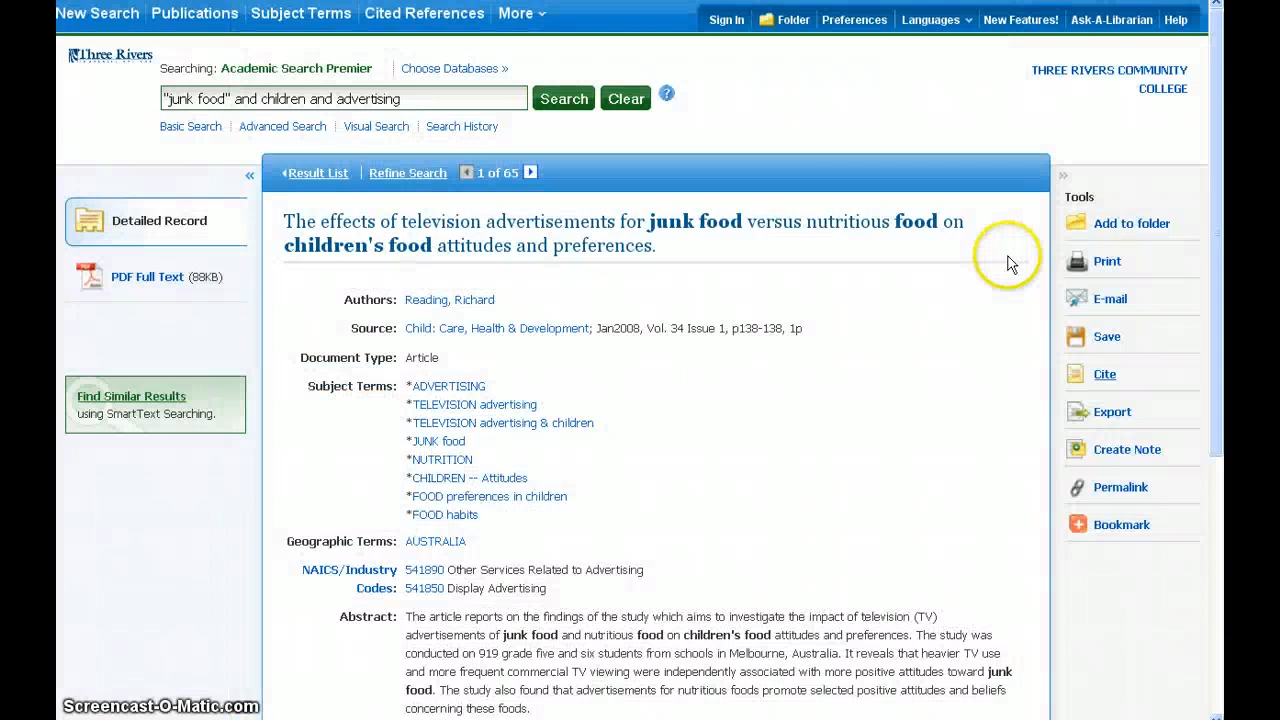 New Search Publications Subject Terms Cited References More
Sign In Folder Preferences Languages New Features! Ask-A-Librarian Help
Three Rivers
Searching: Academic Search Premier Choose Databases »
THREE RIVERS COMMUNITY
COLLEGE
"junk food" and children and advertising Search Clear ?
Basic Search Advanced Search Visual Search Search History
« Result List Refine Search 1 of 65 »
Tools
Detailed Record
PDF Full Text (88KB)
Find Similar Results
using SmartText Searching.
The effects of television advertisements for junk food versus nutritious food on
children's food attitudes and preferences.
Authors: Reading, Richard
Source: Child: Care, Health & Development; Jan2008, Vol. 34 Issue 1, p138-138, 1p
Document Type: Article
Subject Terms: *ADVERTISING
*TELEVISION advertising
*TELEVISION advertising & children
*JUNK food
*NUTRITION
*CHILDREN -- Attitudes
*FOOD preferences in children
*FOOD habits
Geographic Terms: AUSTRALIA
NAICS/Industry 541890 Other Services Related to Advertising
Codes: 541850 Display Advertising
Abstract: The article reports on the findings of the study which aims to investigate the impact of television (TV)
advertisements of junk food and nutritious food on children's food attitudes and preferences. The study was
conducted on 919 grade five and six students from schools in Melbourne, Australia. It reveals that heavier TV use
and more frequent commercial TV viewing were independently associated with more positive attitudes toward junk
food. The study also found that advertisements for nutritious foods promote selected positive attitudes and beliefs
concerning these foods.
Add to folder
Print
E-mail
Save
Cite
Export
Create Note
Permalink
Bookmark
Screencast-O-Matic.com